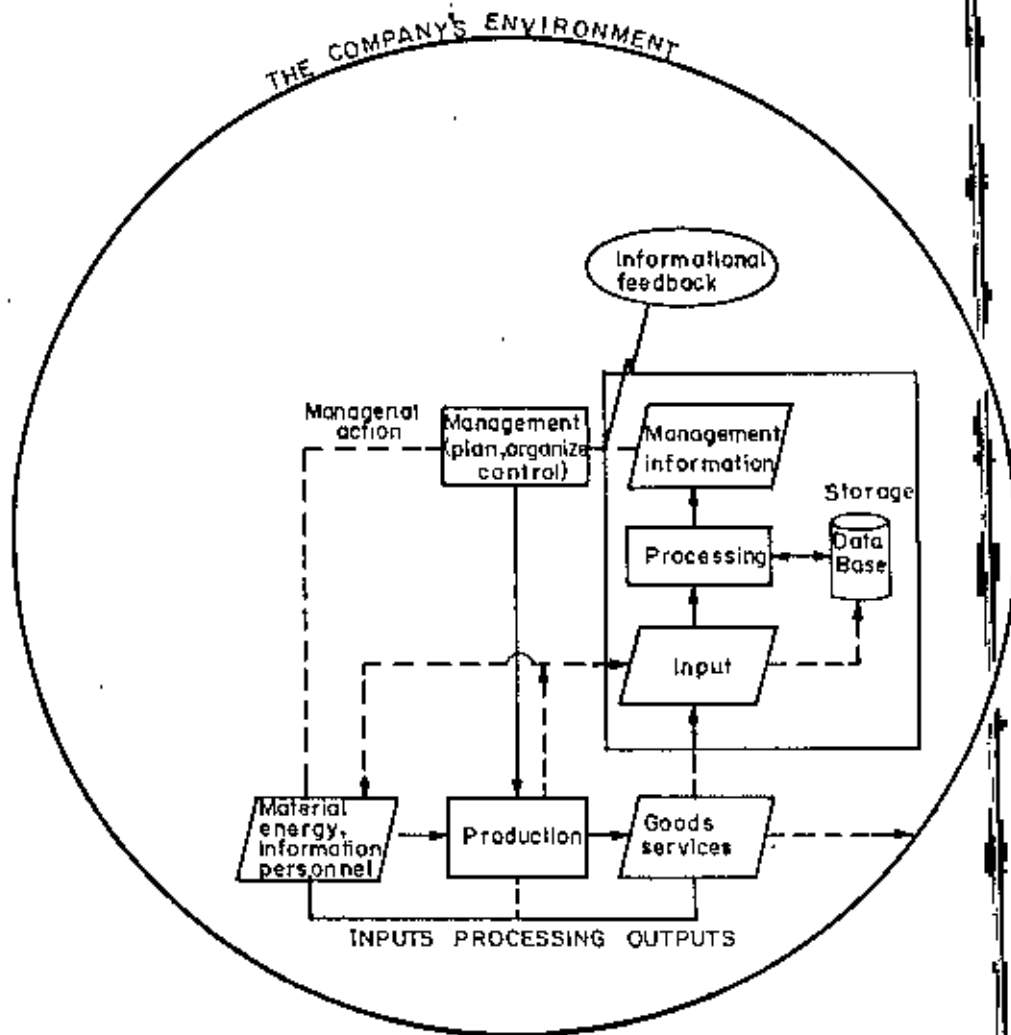 THE COMPANY'S ENVIRONMENT
Informational
feedback
Managerial
action
Management
(plan,organize
control)
Management
information
Storage
Processing
Data
Base
Input
Material
energy,
information
personnel
Production
Goods
services
INPUTS PROCESSING OUTPUTS